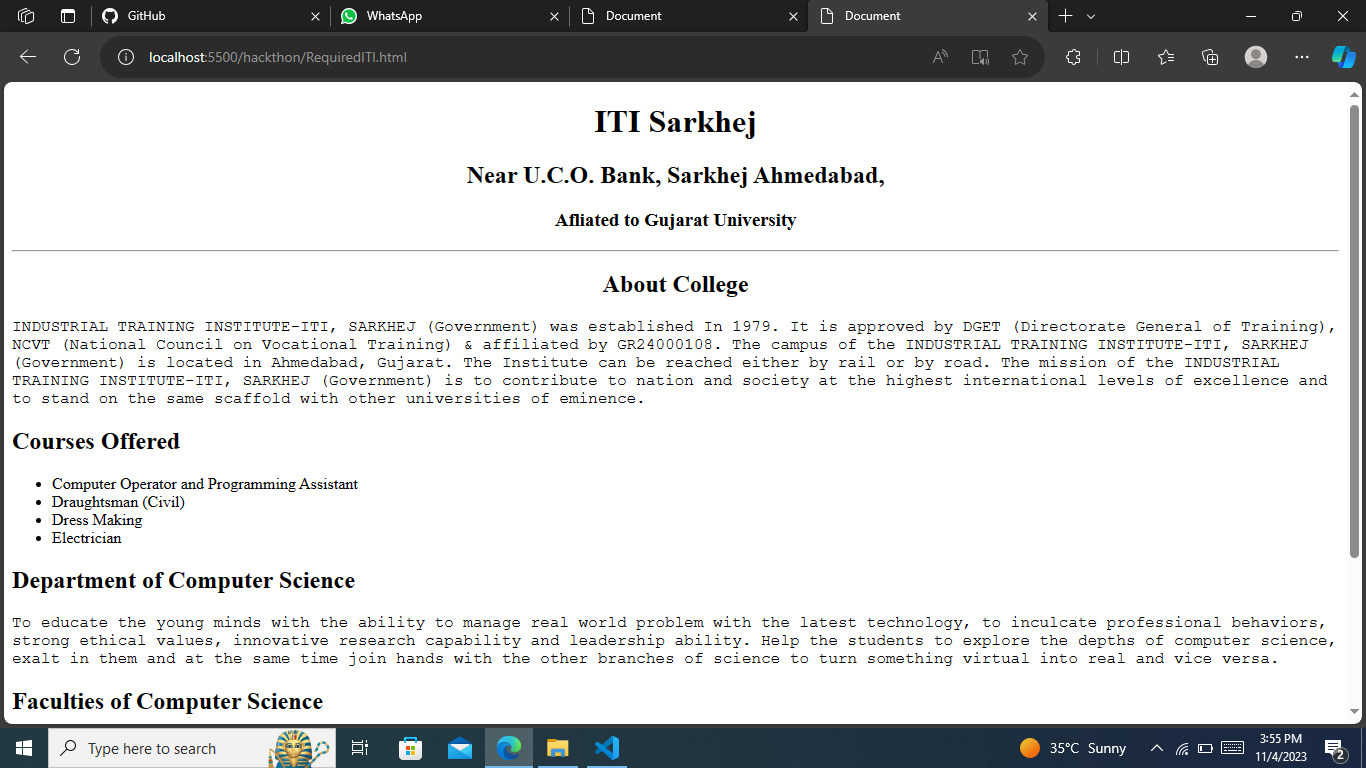 GitHub
WhatsApp
Document
Document
localhost:5500/hackthon/RequiredITI.html
ITI Sarkhej
Near U.C.O. Bank, Sarkhej Ahmedabad,
Afliated to Gujarat University
About College
INDUSTRIAL TRAINING INSTITUTE-ITI, SARKHEJ (Government) was established In 1979. It is approved by DGET (Directorate General of Training),
NCVT (National Council on Vocational Training) & affiliated by GR24000108. The campus of the INDUSTRIAL TRAINING INSTITUTE-ITI, SARKHEJ
(Government) is located in Ahmedabad, Gujarat. The Institute can be reached either by rail or by road. The mission of the INDUSTRIAL
TRAINING INSTITUTE-ITI, SARKHEJ (Government) is to contribute to nation and society at the highest international levels of excellence and
to stand on the same scaffold with other universities of eminence.
Courses Offered
• Computer Operator and Programming Assistant
• Draughtsman (Civil)
• Dress Making
• Electrician
Department of Computer Science
To educate the young minds with the ability to manage real world problem with the latest technology, to inculcate professional behaviors,
strong ethical values, innovative research capability and leadership ability. Help the students to explore the depths of computer science,
exalt in them and at the same time join hands with the other branches of science to turn something virtual into real and vice versa.
Faculties of Computer Science
Type here to search
35°C Sunny
3:55 PM
11/4/2023
2